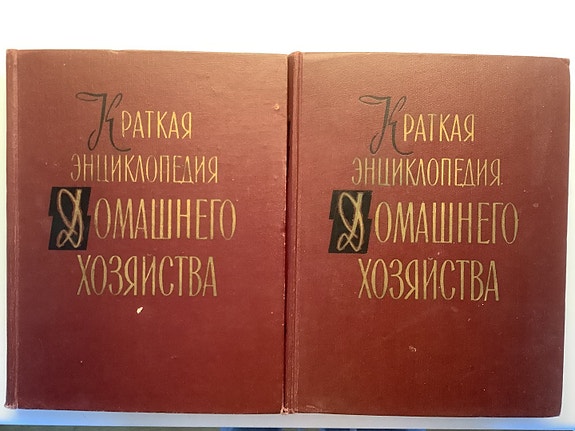 Краткая
энциклопедия
Домашнего
хозяйства
Краткая
энциклопедия
Домашнего
хозяйства